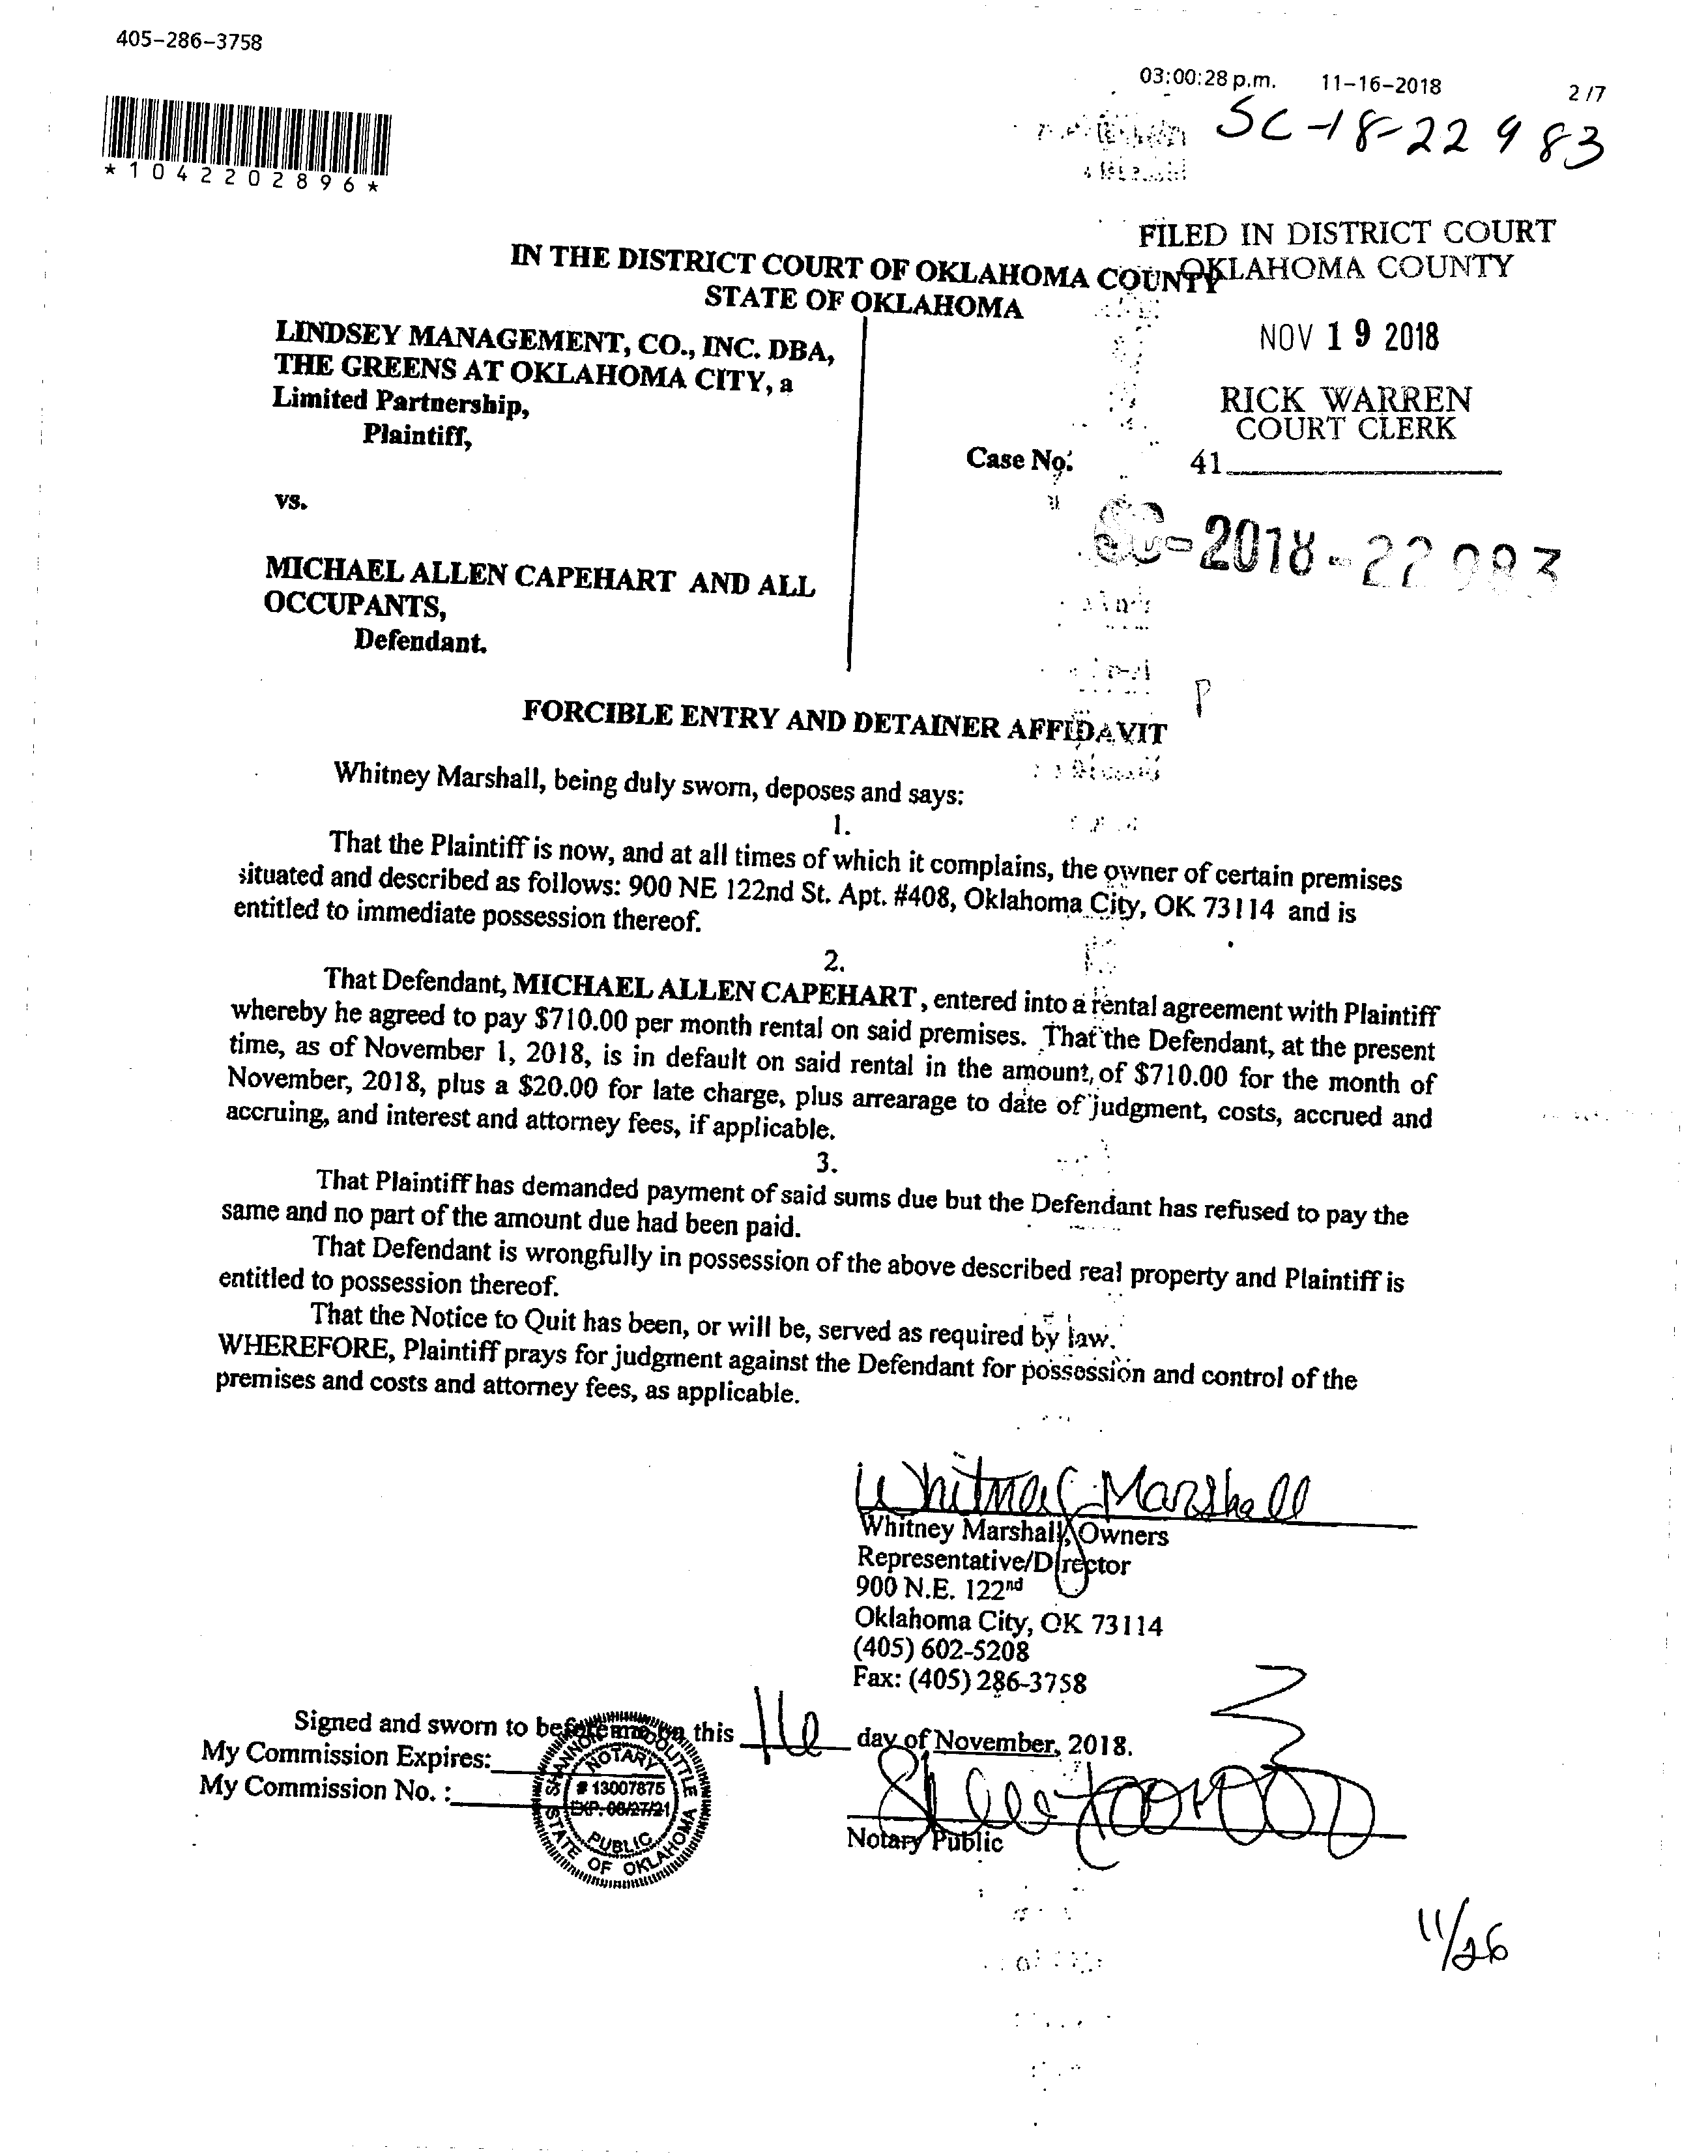 405-286-3758
03:00:28 p.m. 11-16-2018 2 /7
SC-18-22983
*1042202896*
FILED IN DISTRICT COURT
OKLAHOMA COUNTY
IN THE DISTRICT COURT OF OKLAHOMA COUNTY
STATE OF OKLAHOMA
NOV 19 2018
RICK WARREN
COURT CLERK
41
LINDSEY MANAGEMENT, CO., INC. DBA,
THE GREENS AT OKLAHOMA CITY, a
Limited Partnership,
Plaintiff,
Case No.
vs.
SC-2018-22983
MICHAEL ALLEN CAPEHART AND ALL
OCCUPANTS,
Defendant.
P
FORCIBLE ENTRY AND DETAINER AFFIDAVIT
Whitney Marshall, being duly sworn, deposes and says:
1.
That the Plaintiff is now, and at all times of which it complains, the owner of certain premises
situated and described as follows: 900 NE 122nd St. Apt. #408, Oklahoma City, OK 73114 and is
entitled to immediate possession thereof.
2.
That Defendant, MICHAEL ALLEN CAPEHART, entered into a rental agreement with Plaintiff
whereby he agreed to pay $710.00 per month rental on said premises. That the Defendant, at the present
time, as of November 1, 2018, is in default on said rental in the amount, of $710.00 for the month of
November, 2018, plus a $20.00 for late charge, plus arrearage to date of judgment, costs, accrued and
accruing, and interest and attorney fees, if applicable.
3.
That Plaintiff has demanded payment of said sums due but the Defendant has refused to pay the
same and no part of the amount due had been paid.
That Defendant is wrongfully in possession of the above described real property and Plaintiff is
entitled to possession thereof.
That the Notice to Quit has been, or will be, served as required by law.
WHEREFORE, Plaintiff prays for judgment against the Defendant for possession and control of the
premises and costs and attorney fees, as applicable.
Whitney Marshall
Whitney Marshall, Owners
Representative/Director
900 N.E. 122nd
Oklahoma City, OK 73114
(405) 602-5208
Fax: (405) 286-3758
Signed and sworn to before me on this 16 day of November, 2018.
My Commission Expires:
My Commission No. :
SHANNON DOOLITTLE
NOTARY
# 13007875
EXP. 08/27/21
PUBLIC
STATE OF OKLAHOMA
Notary Public
11/26